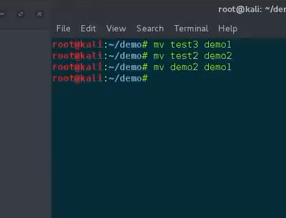 root@kali: ~/dem
File Edit View Search Terminal Help
root@kali:~/demo# mv test3 demo1
root@kali:~/demo# mv test2 demo2
root@kali:~/demo# mv demo2 demo1
root@kali:~/demo#